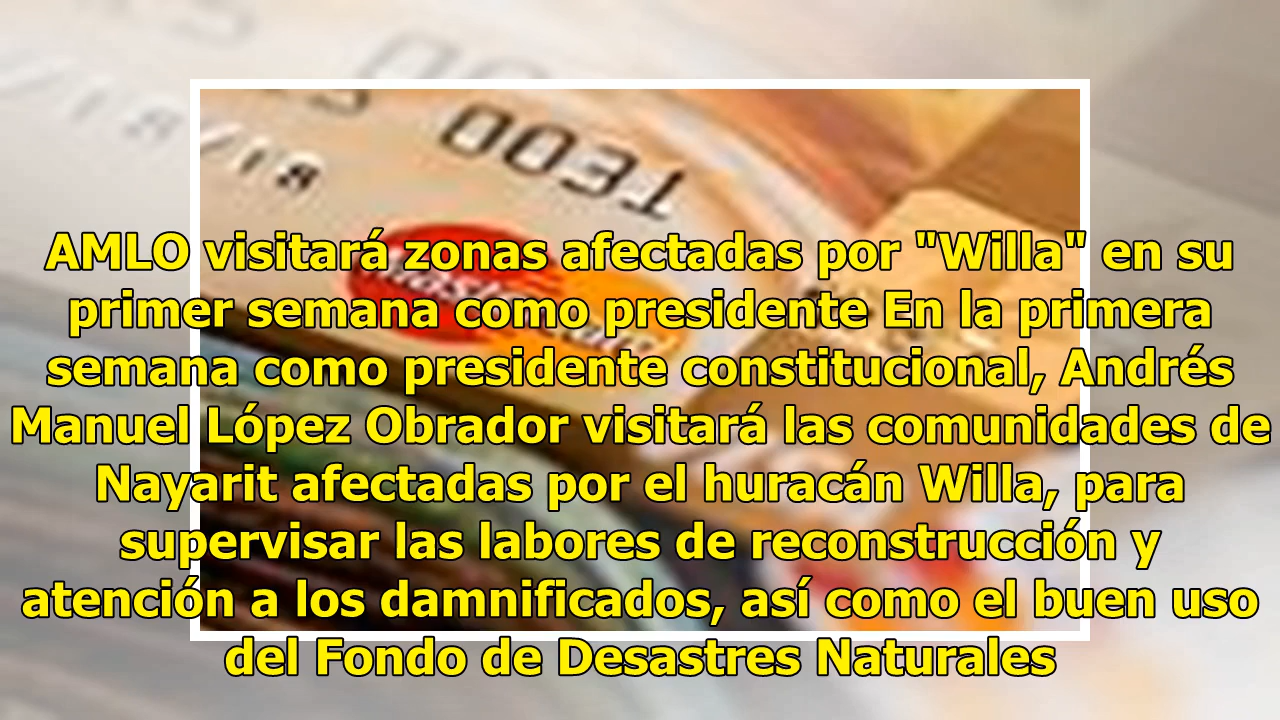 TEDO
/18
AMLO visitará zonas afectadas por "Willa" en su
primer semana como presidente En la primera
semana como presidente constitucional, Andrés
Manuel López Obrador visitará las comunidades de
Nayarit afectadas por el huracán Willa, para
supervisar las labores de reconstrucción y
atención a los damnificados, así como el buen uso
del Fondo de Desastres Naturales